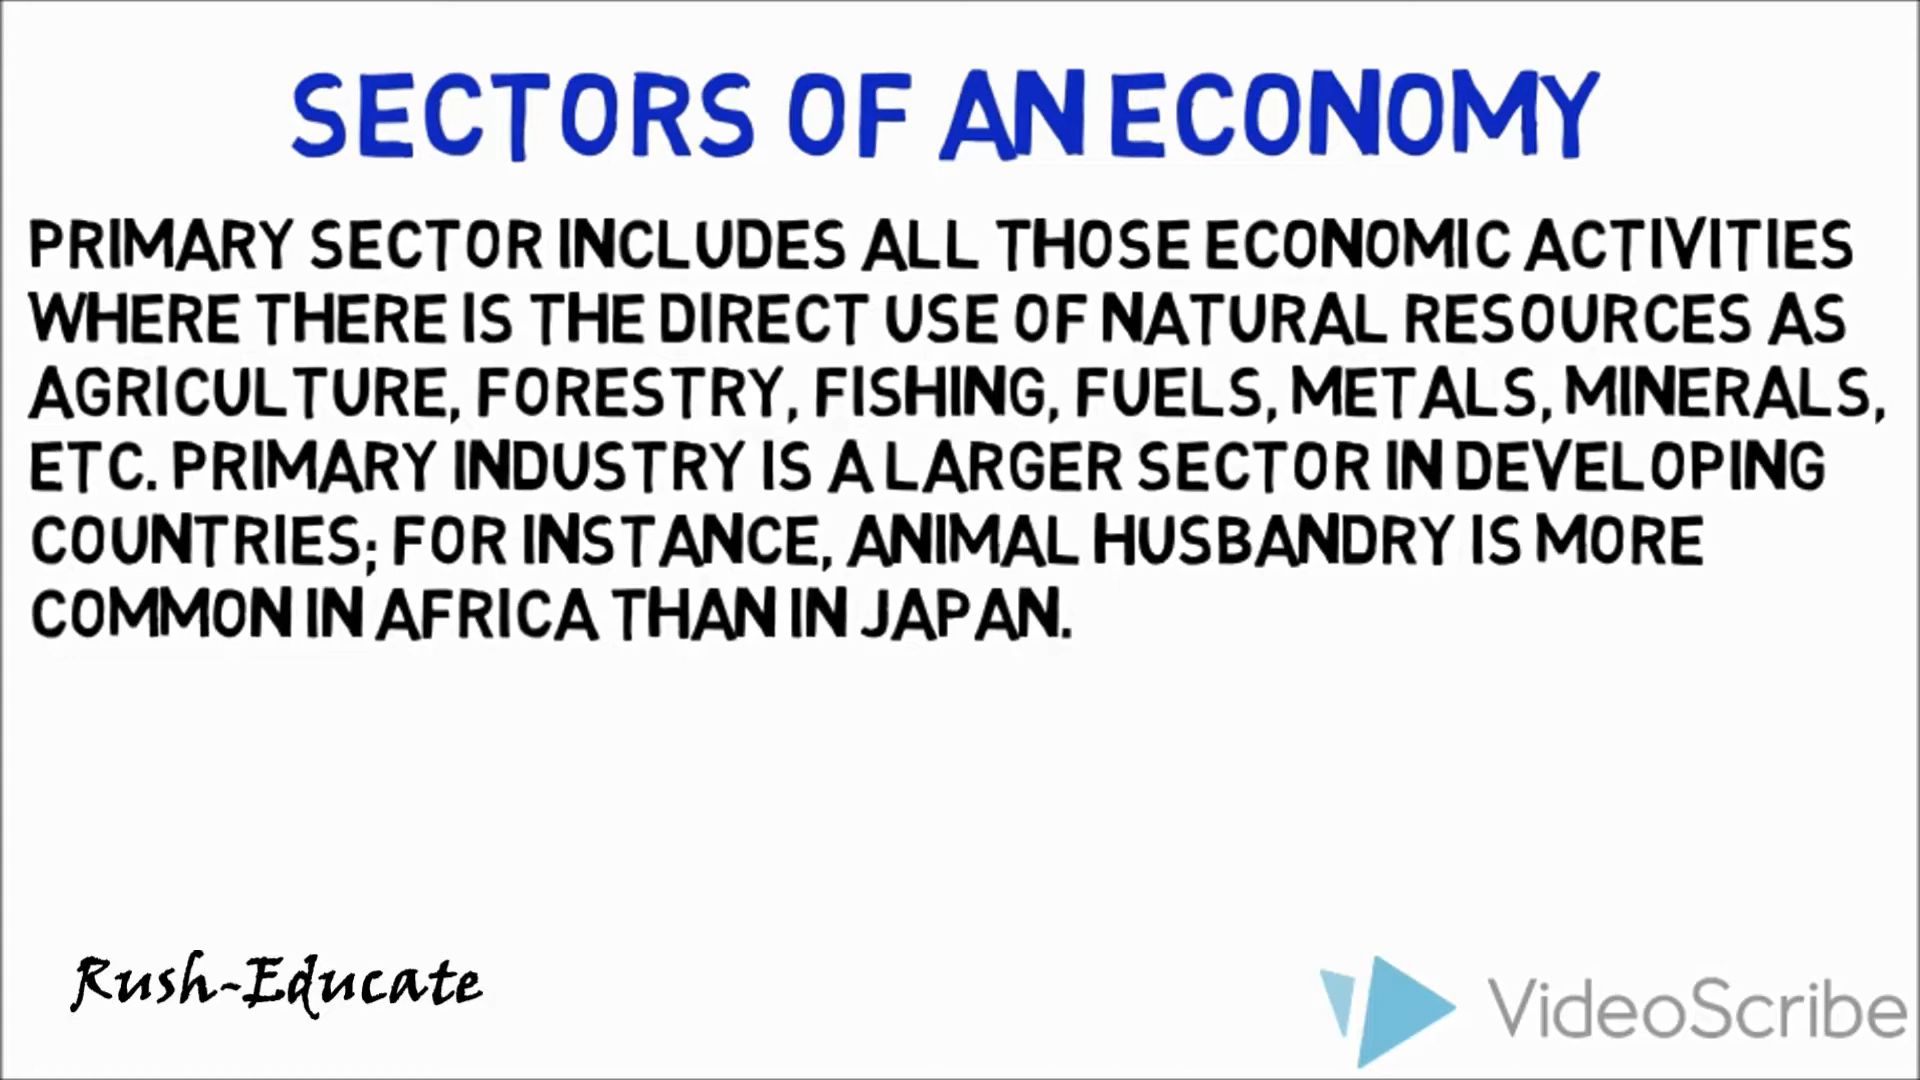 SECTORS OF AN ECONOMY
PRIMARY SECTOR INCLUDES ALL THOSE ECONOMIC ACTIVITIES
WHERE THERE IS THE DIRECT USE OF NATURAL RESOURCES AS
AGRICULTURE, FORESTRY, FISHING, FUELS, METALS, MINERALS,
ETC. PRIMARY INDUSTRY IS A LARGER SECTOR IN DEVELOPING
COUNTRIES; FOR INSTANCE, ANIMAL HUSBANDRY IS MORE
COMMON IN AFRICA THAN IN JAPAN.
Rush-Educate
VideoScribe